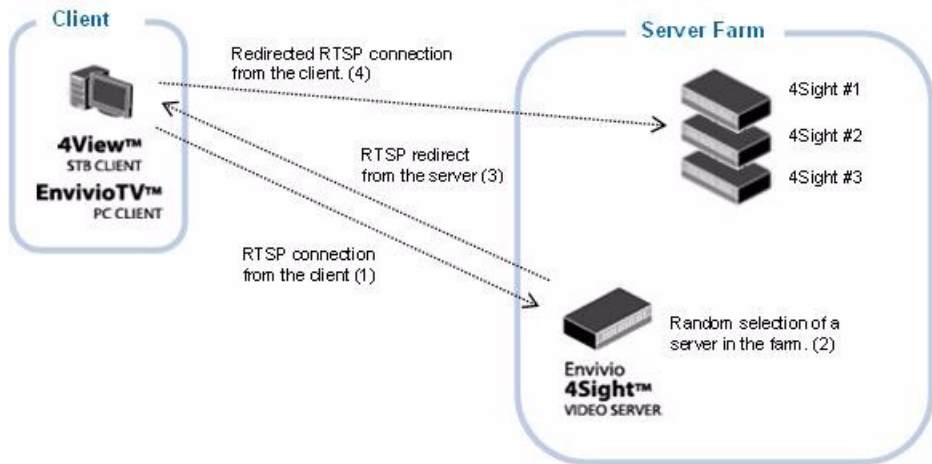 Client
Server Farm
Redirected RTSP connection
from the client. (4)
4Sight #1
4Sight #2
4Sight #3
4View™
STB CLIENT
EnvivioTV™
PC CLIENT
RTSP redirect
from the server (3)
RTSP connection
from the client (1)
Random selection of a
server in the farm. (2)
Envivio
4Sight™
VIDEO SERVER